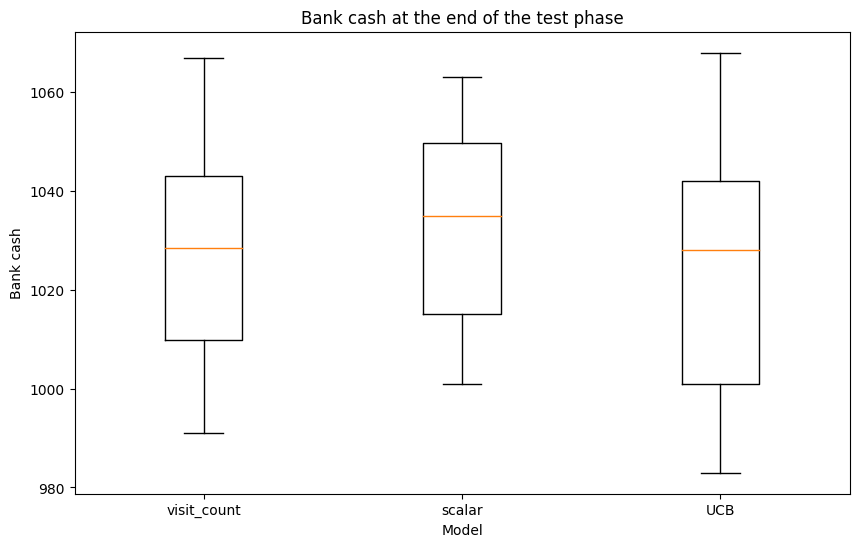 Bank cash at the end of the test phase
1060
1040
1020
1000
980
Bank cash
visit_count
scalar
UCB
Model